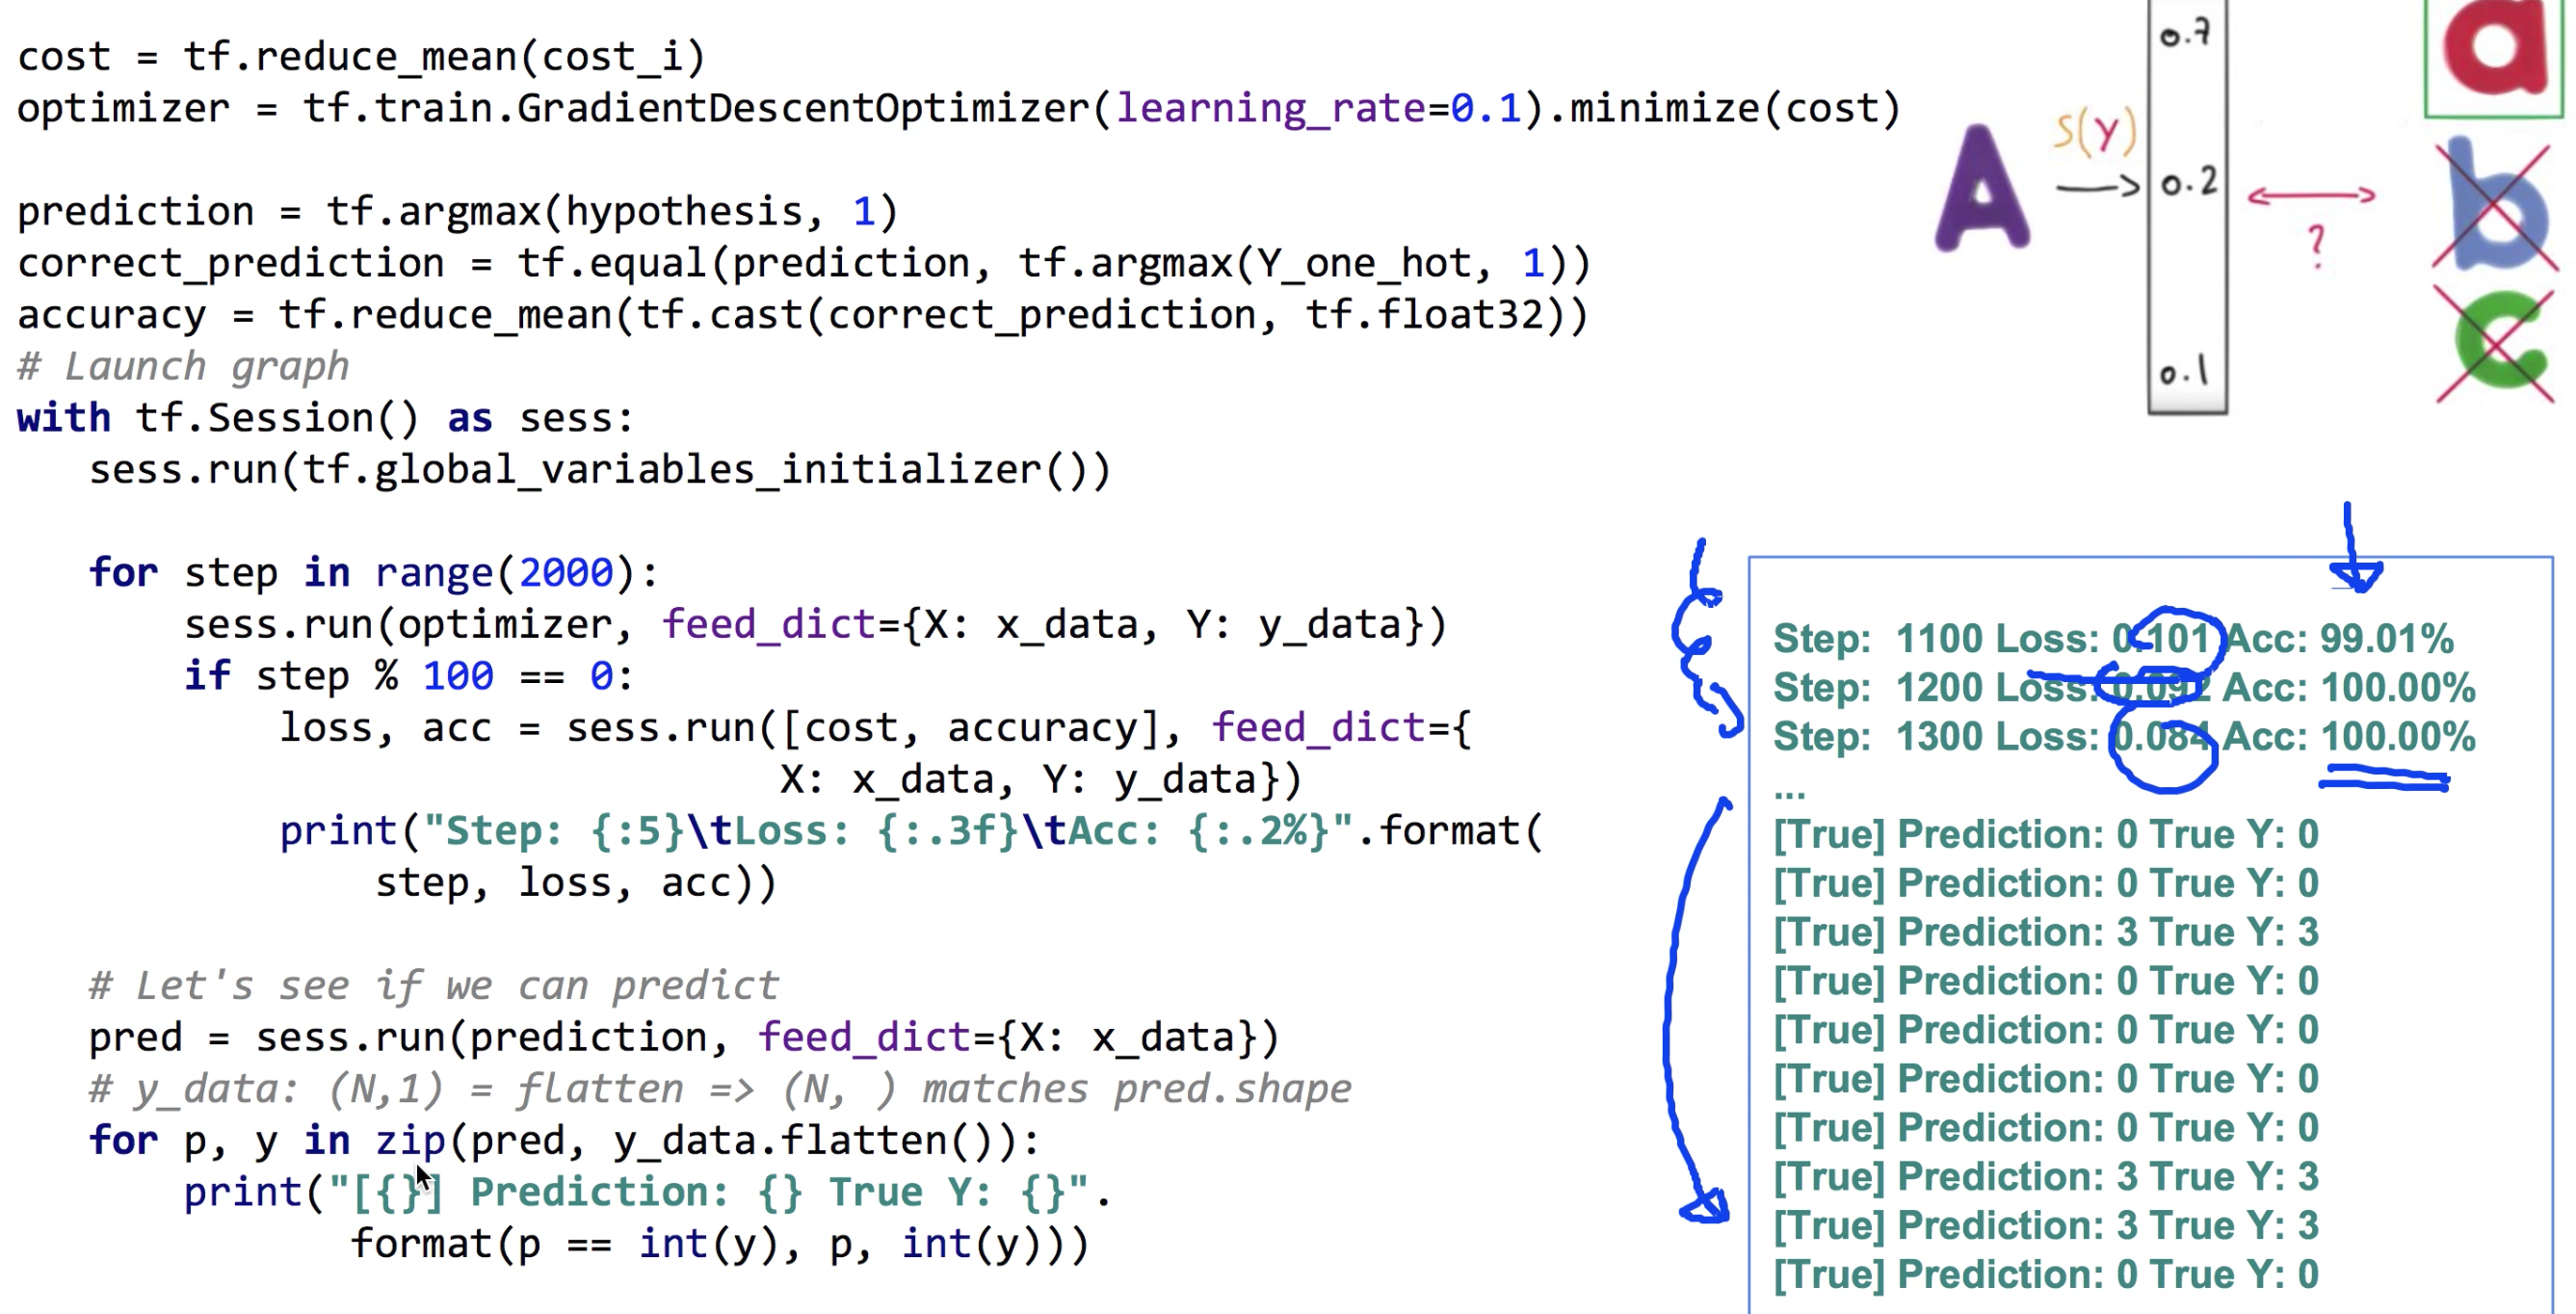 cost = tf.reduce_mean(cost_i)
optimizer = tf.train.GradientDescentOptimizer(learning_rate=0.1).minimize(cost)
prediction = tf.argmax(hypothesis, 1)
correct_prediction = tf.equal(prediction, tf.argmax(Y_one_hot, 1))
accuracy = tf.reduce_mean(tf.cast(correct_prediction, tf.float32))
# Launch graph
with tf.Session() as sess:
    sess.run(tf.global_variables_initializer())
    for step in range(2000):
        sess.run(optimizer, feed_dict={X: x_data, Y: y_data})
        if step % 100 == 0:
            loss, acc = sess.run([cost, accuracy], feed_dict={
                                 X: x_data, Y: y_data})
            print("Step: {:5}\tLoss: {:.3f}\tAcc: {:.2%}".format(
                step, loss, acc))
    # Let's see if we can predict
    pred = sess.run(prediction, feed_dict={X: x_data})
    # y_data: (N,1) = flatten => (N, ) matches pred.shape
    for p, y in zip(pred, y_data.flatten()):
        print("[{}] Prediction: {} True Y: {}".
              format(p == int(y), p, int(y)))
A
S(Y)
0.7
0.2
0.1
?
a
b
c
Step: 1100 Loss: 0.101 Acc: 99.01%
Step: 1200 Loss: 0.092 Acc: 100.00%
Step: 1300 Loss: 0.084 Acc: 100.00%
...
[True] Prediction: 0 True Y: 0
[True] Prediction: 0 True Y: 0
[True] Prediction: 3 True Y: 3
[True] Prediction: 0 True Y: 0
[True] Prediction: 0 True Y: 0
[True] Prediction: 0 True Y: 0
[True] Prediction: 0 True Y: 0
[True] Prediction: 3 True Y: 3
[True] Prediction: 3 True Y: 3
[True] Prediction: 0 True Y: 0